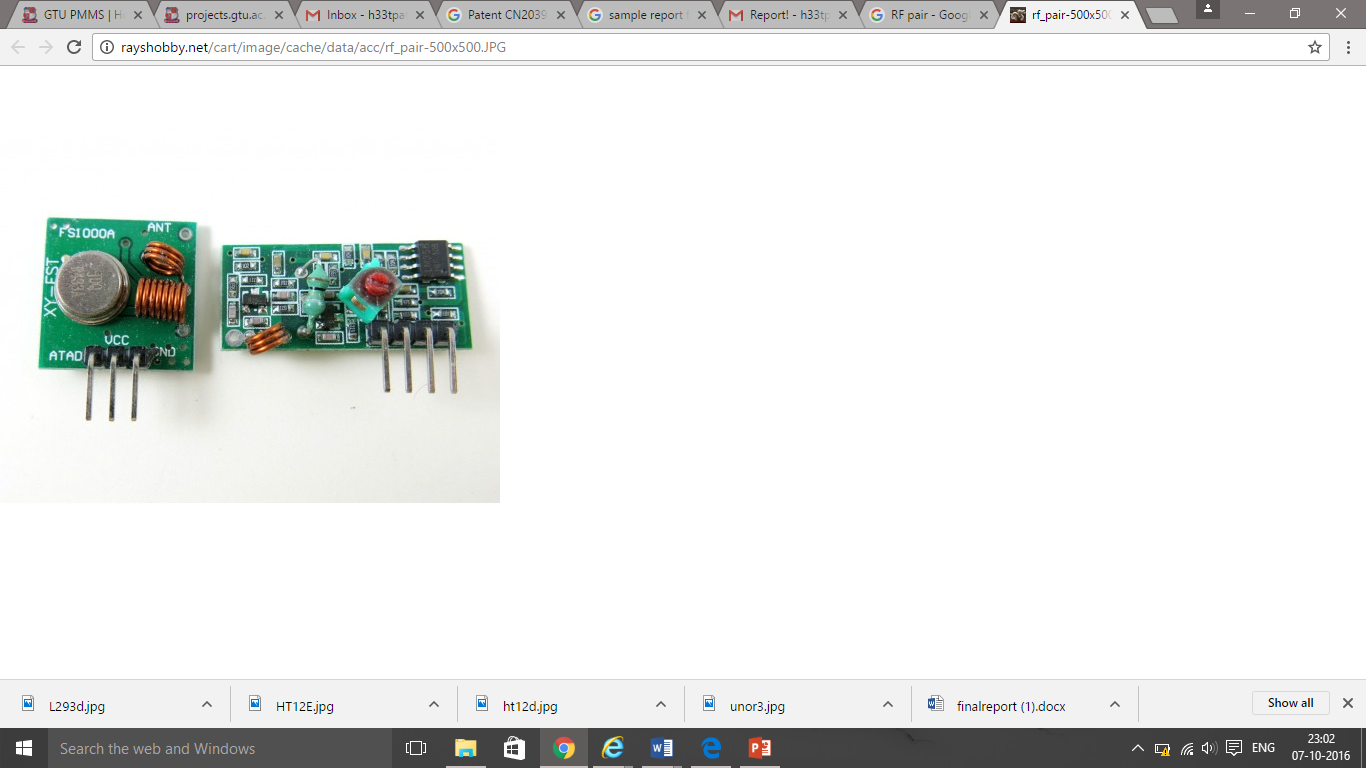 GTU PMMS | H
projects.gtu.ac.
Inbox - h33tpa
Patent CN2039
sample report
Report! - h33tp
RF pair - Goog
rf_pair-500x500
rayshobby.net/cart/image/cache/data/acc/rf_pair-500x500.JPG
FS1000A
ANT
XY-FST
VCC
ATAD
GND
L293d.jpg
HT12E.jpg
ht12d.jpg
unor3.jpg
finalreport (1).docx
Show all
Search the web and Windows
ENG
23:02
07-10-2016